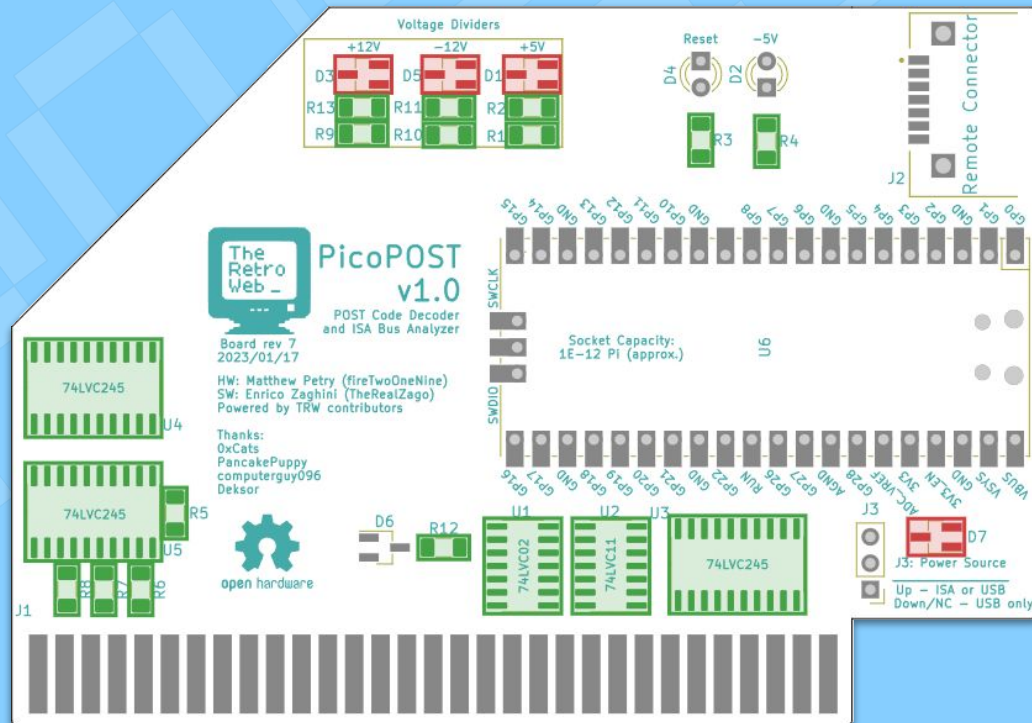 Voltage Dividers
+12V
-12V
+5V
D3
D5
D1
R13
R11
R2
R9
R10
R1
Reset
-5V
D4
D2
R3
R4
J2
Remote Connector
GP15
GP14
GND
GP13
GP12
GP11
GP10
GND
GP8
GP7
GP6
GND
GP5
GP4
GP3
GP2
GND
GP1
GP0
The
Retro
Web _
PicoPOST
v1.0
POST Code Decoder
and ISA Bus Analyzer
Board rev 7
2023/01/17
HW: Matthew Petry (fireTwoOneNine)
SW: Enrico Zaghini (TheRealZago)
Powered by TRW contributors
Thanks:
0xCats
PancakePuppy
computerguy096
Deksor
open hardware
SWCLK
SWDIO
Socket Capacity:
1E-12 Pi (approx.)
U6
GP16
GP17
GND
GP18
GP19
GP20
GP21
GND
GP22
RUN
GP26
GP27
AGND
GP28
ADC_VREF
3V3
3V3_EN
GND
VSYS
VBUS
74LVC245
U4
74LVC245
U5
R5
R8
R7
R6
J1
D6
R12
U1
74LVC02
U2
74LVC11
U3
74LVC245
J3
D7
J3: Power Source
Up - ISA or USB
Down/NC - USB only